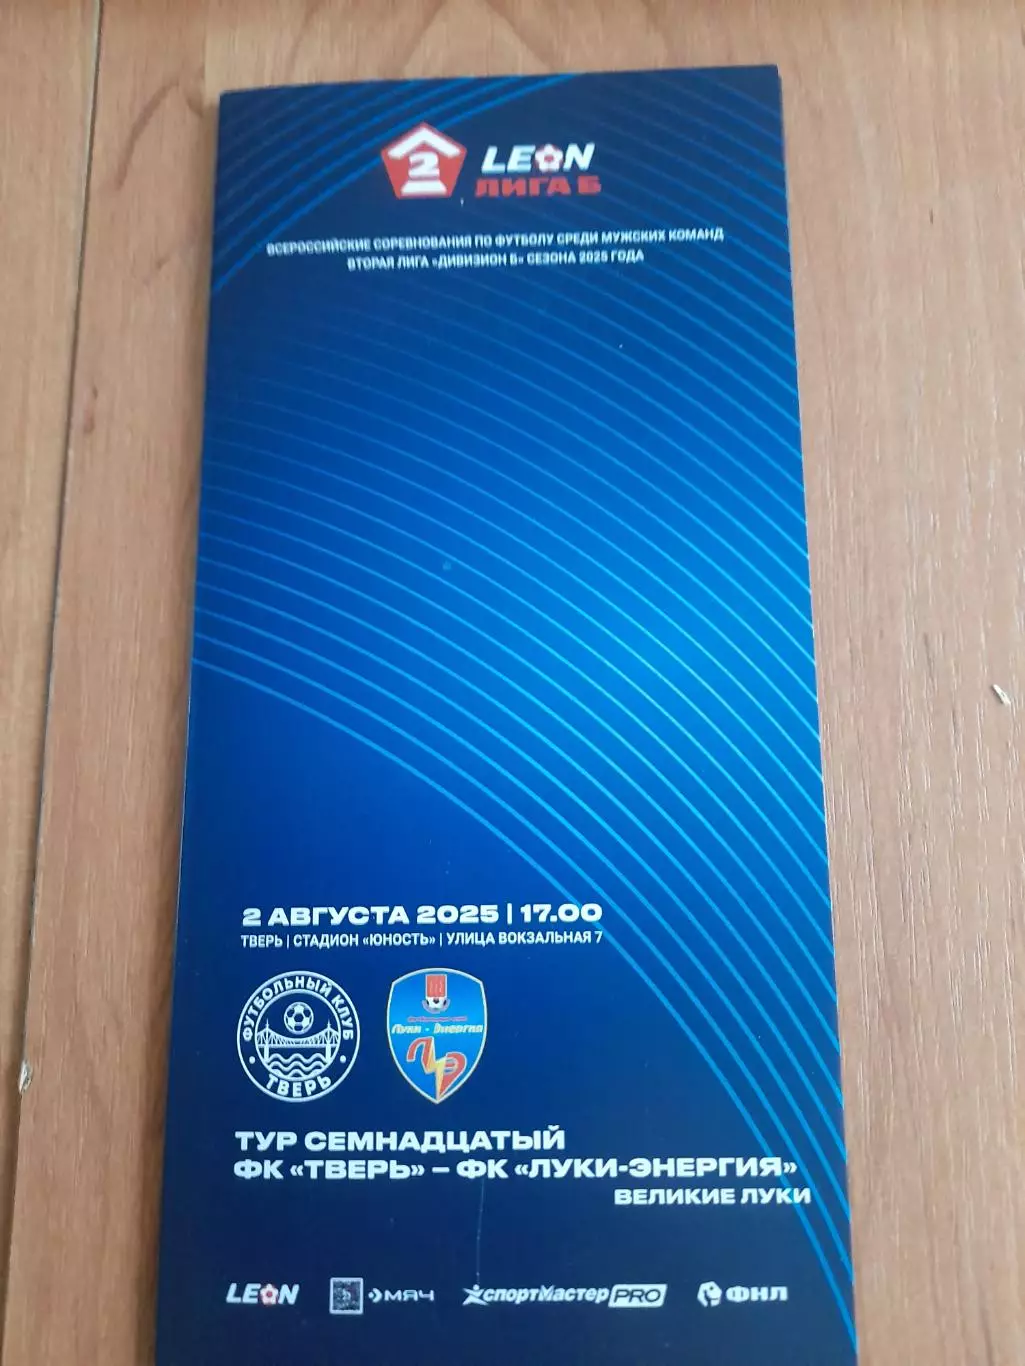 2
LEON
ЛИГА Б
ВСЕРОССИЙСКИЕ СОРЕВНОВАНИЯ ПО ФУТБОЛУ СРЕДИ МУЖСКИХ КОМАНД
ВТОРАЯ ЛИГА «ДИВИЗИОН Б» СЕЗОНА 2025 ГОДА
2 АВГУСТА 2025 | 17.00
ТВЕРЬ | СТАДИОН «ЮНОСТЬ» | УЛИЦА ВОКЗАЛЬНАЯ 7
ФУТБОЛЬНЫЙ КЛУБ
ТВЕРЬ
Луки - Энергия
ТУР СЕМНАДЦАТЫЙ
ФК «ТВЕРЬ» – ФК «ЛУКИ-ЭНЕРГИЯ»
ВЕЛИКИЕ ЛУКИ
LEON МЯЧ спортмастер PRO ФНЛ